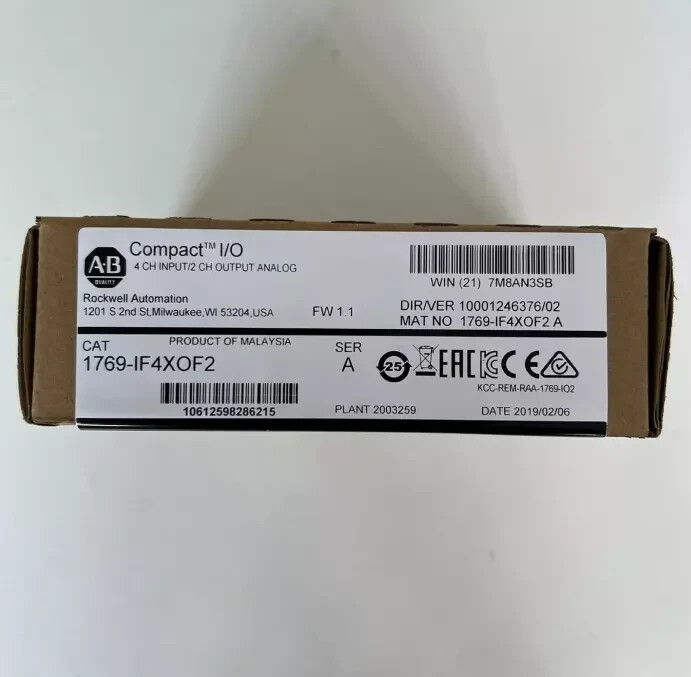 A·B
QUALITY
Compact™ I/O
4 CH INPUT/2 CH OUTPUT ANALOG
Rockwell Automation
1201 S 2nd St,Milwaukee,WI 53204,USA
FW 1.1
WIN (21) 7M8AN3SB
DIR/VER 10001246376/02
MAT NO 1769-IF4XOF2 A
CAT
PRODUCT OF MALAYSIA
1769-IF4XOF2
10612598286215
SER
A
25
EAC
CE
KCC-REM-RAA-1769-IO2
PLANT 2003259
DATE 2019/02/06